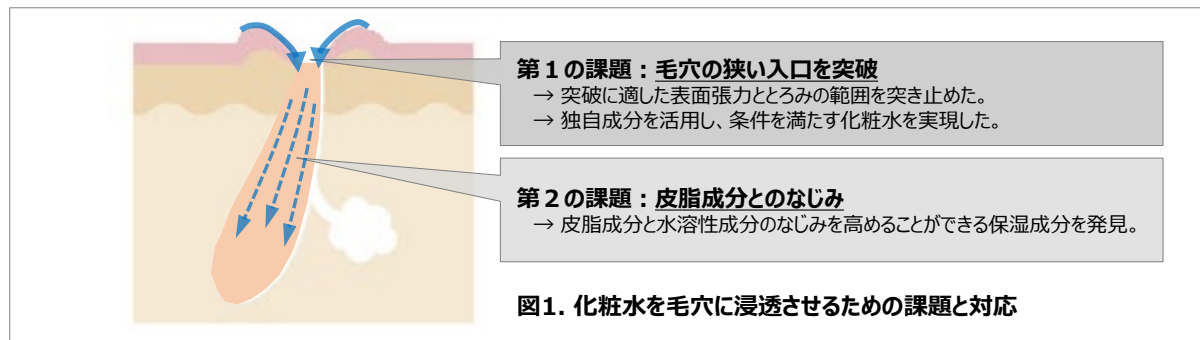 第1の課題：毛穴の狭い入口を突破
→ 突破に適した表面張力ととろみの範囲を突き止めた。
→ 独自成分を活用し、条件を満たす化粧水を実現した。
第2の課題：皮脂成分とのなじみ
→ 皮脂成分と水溶性成分のなじみを高めることができる保湿成分を発見。
図1. 化粧水を毛穴に浸透させるための課題と対応